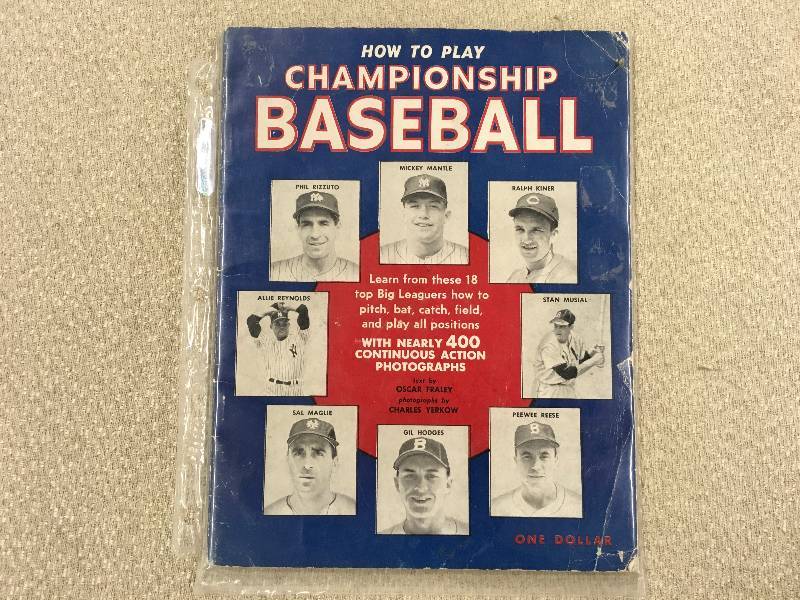 HOW TO PLAY
CHAMPIONSHIP
BASEBALL
MICKEY MANTLE
PHIL RIZZUTO
RALPH KINER
ALLIE REYNOLDS
STAN MUSIAL
Learn from these 18
top Big Leaguers how to
pitch, bat, catch, field,
and play all positions
WITH NEARLY 400
CONTINUOUS ACTION
PHOTOGRAPHS
text by
OSCAR FRALEY
photographs by
CHARLES YERKOW
SAL MAGLIE
GIL HODGES
PEEWEE REESE
ONE DOLLAR